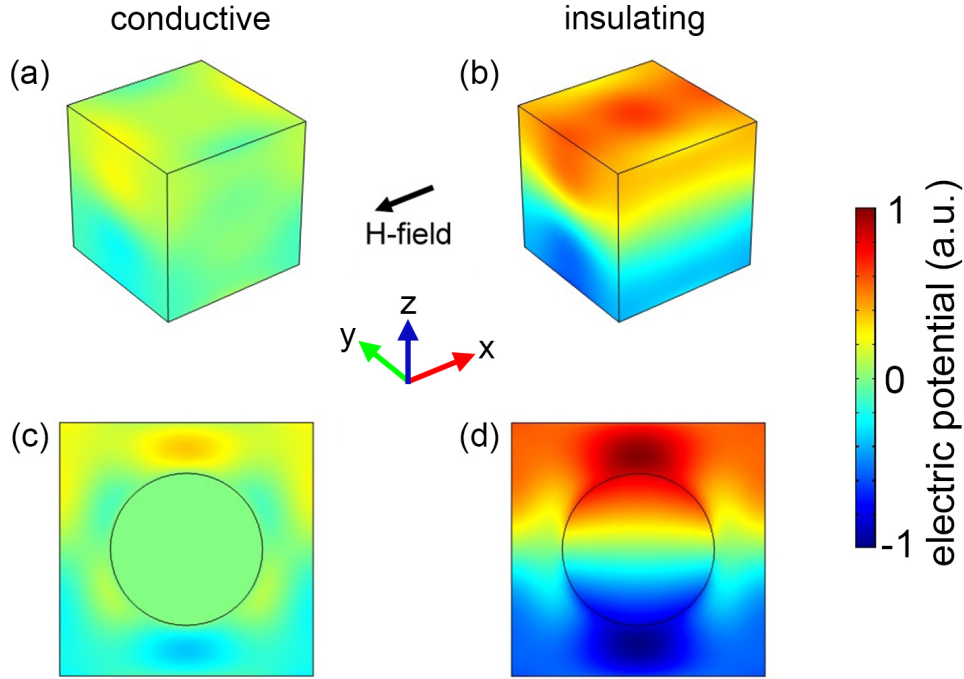 conductive
insulating
(a)
(b)
H-field
z
y
x
1
0
-1
electric potential (a.u.)
(c)
(d)